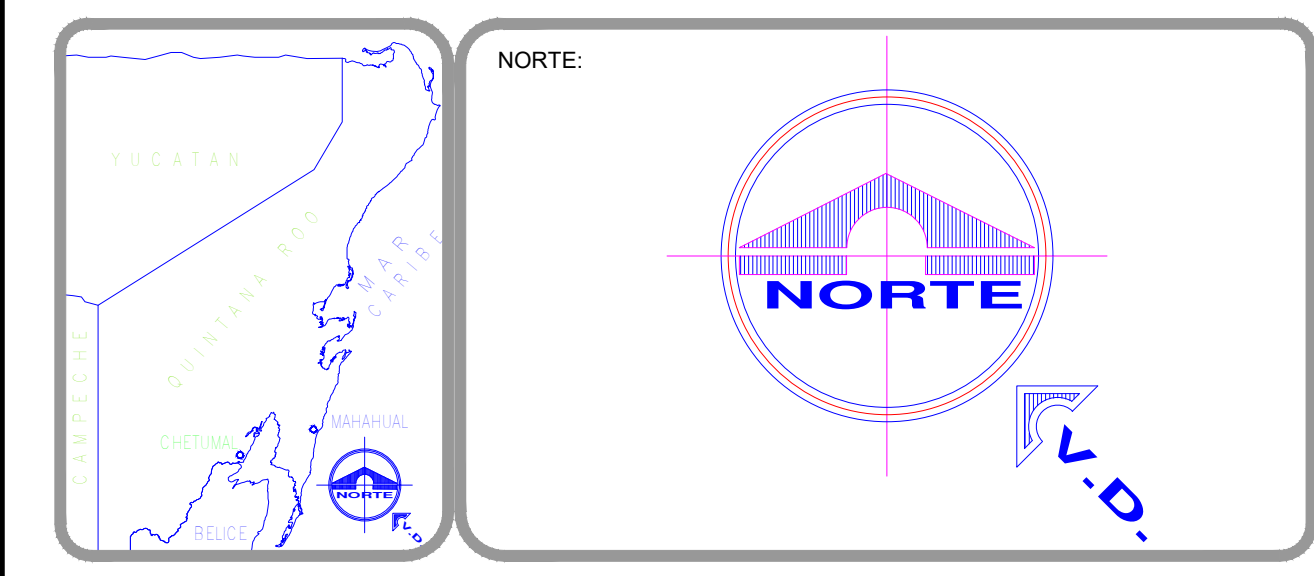 YUCATAN
QUINTANA ROO
MAR
CARIBE
CAMPECHE
CHETUMAL
MAHAHUAL
BELICE
NORTE
V.D
NORTE:
NORTE
V.D.